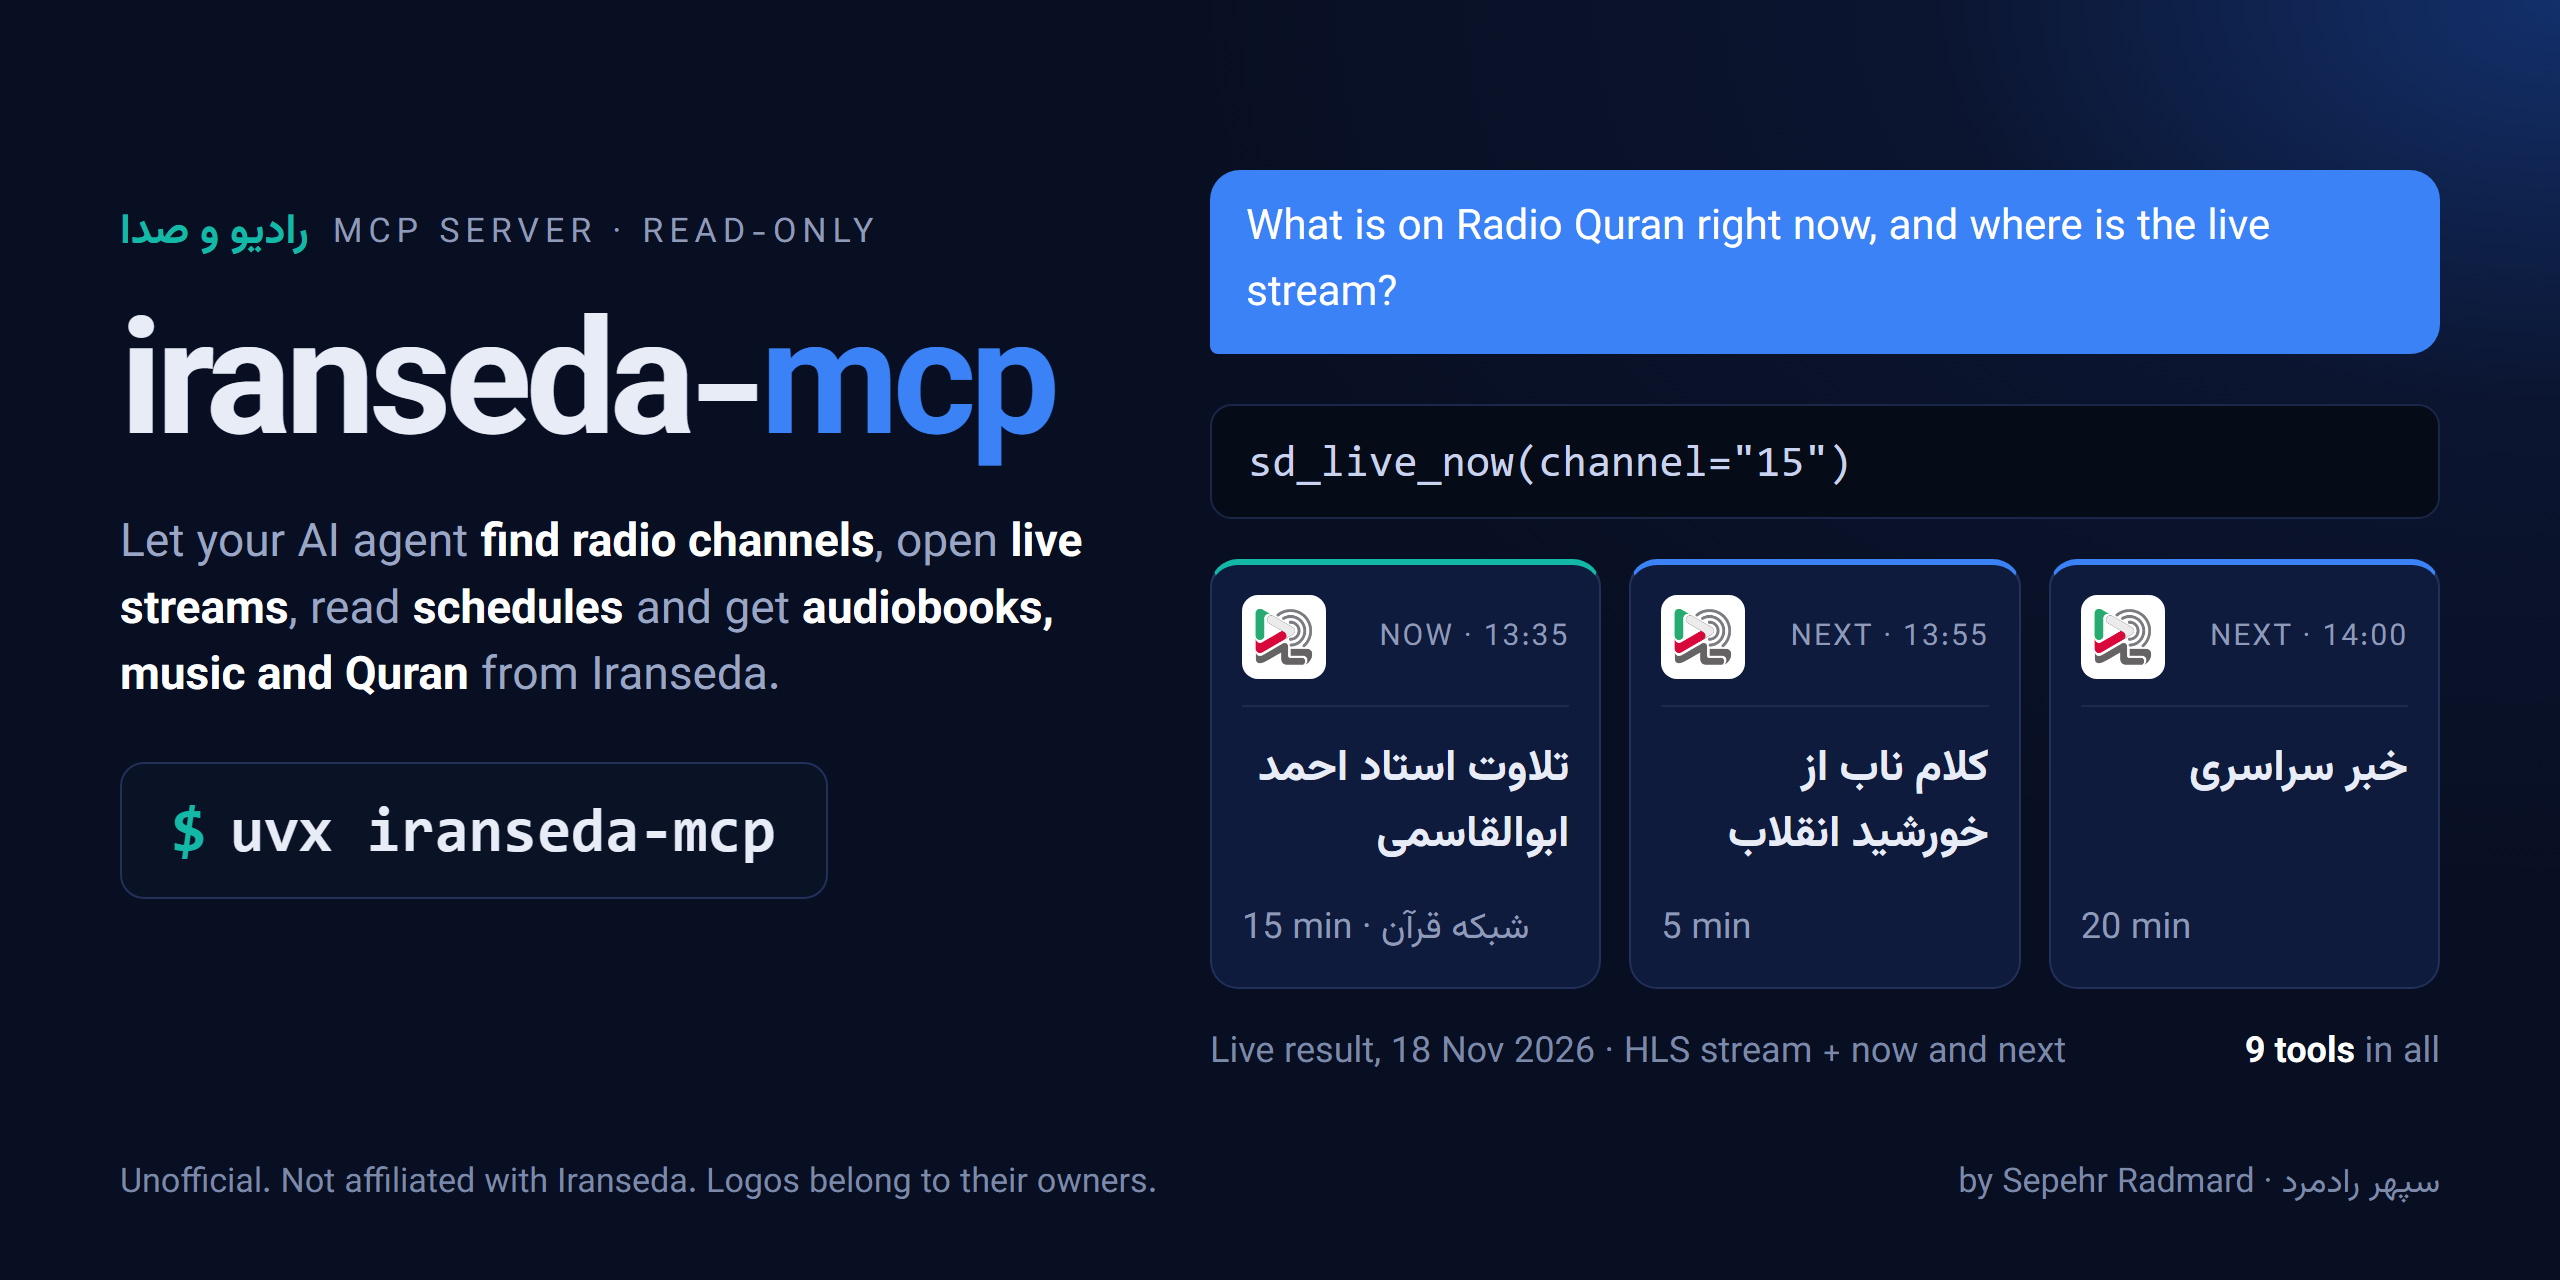 رادیو و صدا MCP SERVER · READ-ONLY
iranseda-mcp
Let your AI agent find radio channels, open live
streams, read schedules and get audiobooks,
music and Quran from Iranseda.
$ uvx iranseda-mcp
What is on Radio Quran right now, and where is the live
stream?
sd_live_now(channel="15")
NOW · 13:35
تلاوت استاد احمد
ابوالقاسمی
15 min · شبکه قرآن
NEXT · 13:55
کلام ناب از
خورشید انقلاب
5 min
NEXT · 14:00
خبر سراسری
20 min
Live result, 18 Nov 2026 · HLS stream + now and next
9 tools in all
Unofficial. Not affiliated with Iranseda. Logos belong to their owners.
by Sepehr Radmard · سپهر رادمرد